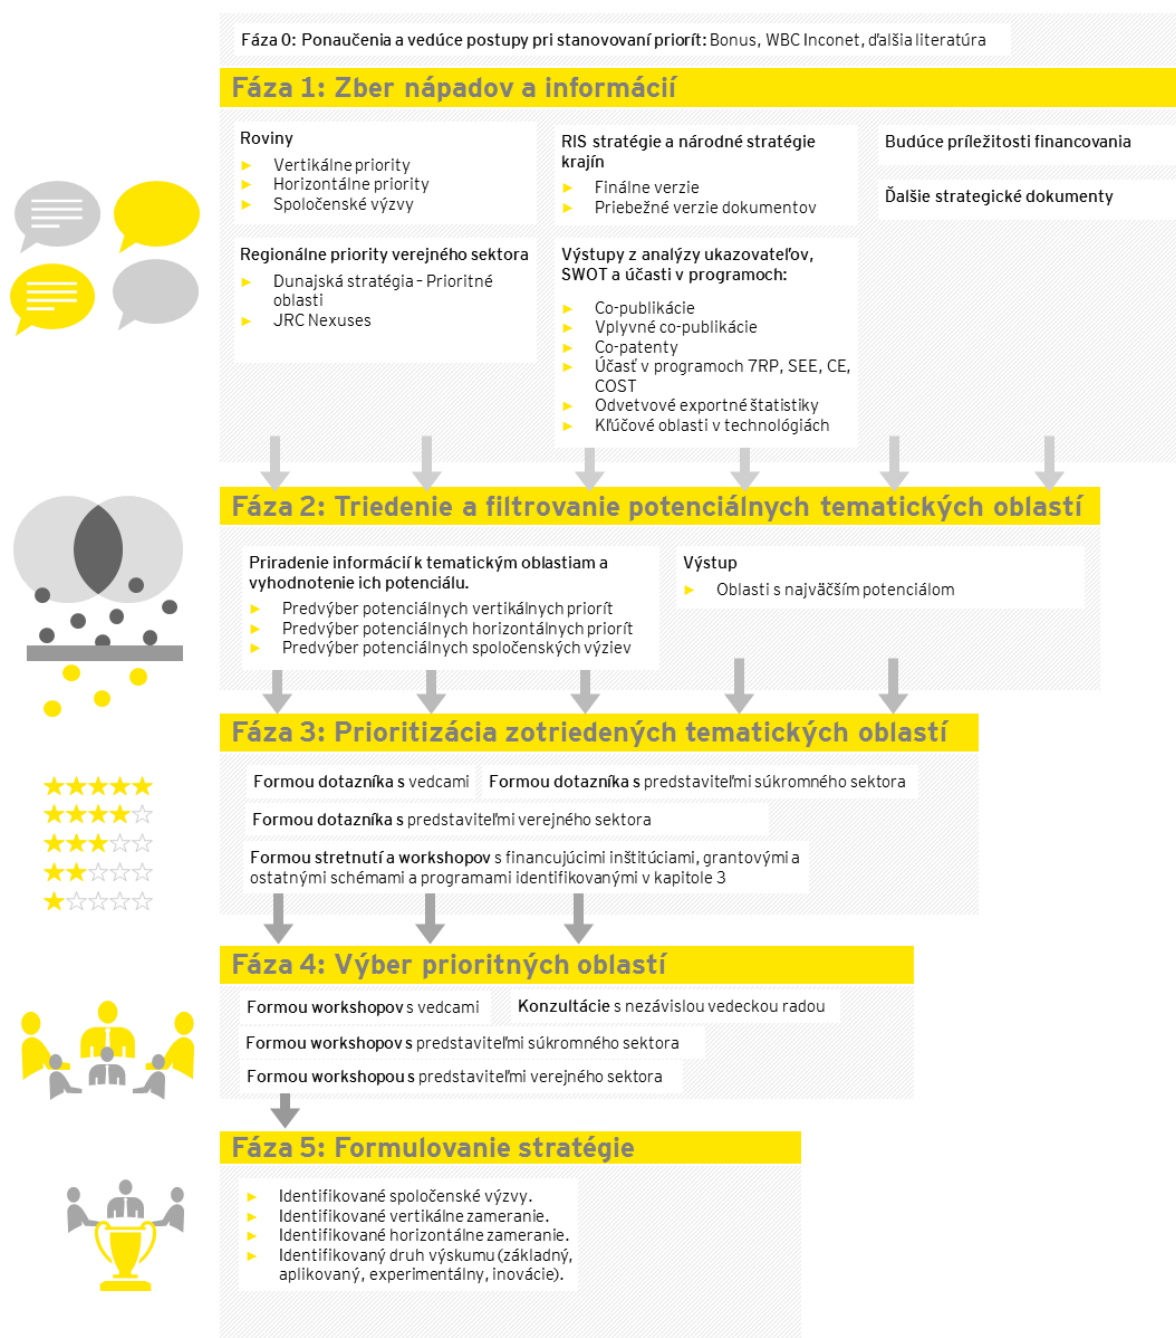 Fáza 0: Ponaučenia a vedúce postupy pri stanovovaní priorít: Bonus, WBC Inconet, ďalšia literatúra
Fáza 1: Zber nápadov a informácií
Roviny
► Vertikálne priority
► Horizontálne priority
► Spoločenské výzvy
RIS stratégie a národné stratégie
krajín
► Finálne verzie
► Priebežné verzie dokumentov
Budúce príležitosti financovania
Ďalšie strategické dokumenty
Regionálne priority verejného sektora
► Dunajská stratégia – Prioritné
oblasti
► JRC Nexuses
Výstupy z analýzy ukazovateľov,
SWOT a účasti v programoch:
► Co-publikácie
► Vplyvné co-publikácie
► Co-patenty
► Účasť v programoch 7RP, SEE, CE,
COST
► Odvetvové exportné štatistiky
► Kľúčové oblasti v technológiách
Fáza 2: Triedenie a filtrovanie potenciálnych tematických oblastí
Priradenie informácií k tematickým oblastiam a
vyhodnotenie ich potenciálu.
► Predvýber potenciálnych vertikálnych priorít
► Predvýber potenciálnych horizontálnych priorít
► Predvýber potenciálnych spoločenských výziev
Výstup
► Oblasti s najväčším potenciálom
Fáza 3: Prioritizácia zotriedených tematických oblastí
Formou dotazníka s vedcami
Formou dotazníka s predstaviteľmi súkromného sektora
Formou dotazníka s predstaviteľmi verejného sektora
Formou stretnutí a workshopov s financujúcimi inštitúciami, grantovými a
ostatnými schémami a programami identifikovanými v kapitole 3
Fáza 4: Výber prioritných oblastí
Formou workshopov s vedcami
Konzultácie s nezávislou vedeckou radou
Formou workshopov s predstaviteľmi súkromného sektora
Formou workshopou s predstaviteľmi verejného sektora
Fáza 5: Formulovanie stratégie
► Identifikované spoločenské výzvy.
► Identifikované vertikálne zameranie.
► Identifikované horizontálne zameranie.
► Identifikovaný druh výskumu (základný,
aplikovaný, experimentálny, inovácie).